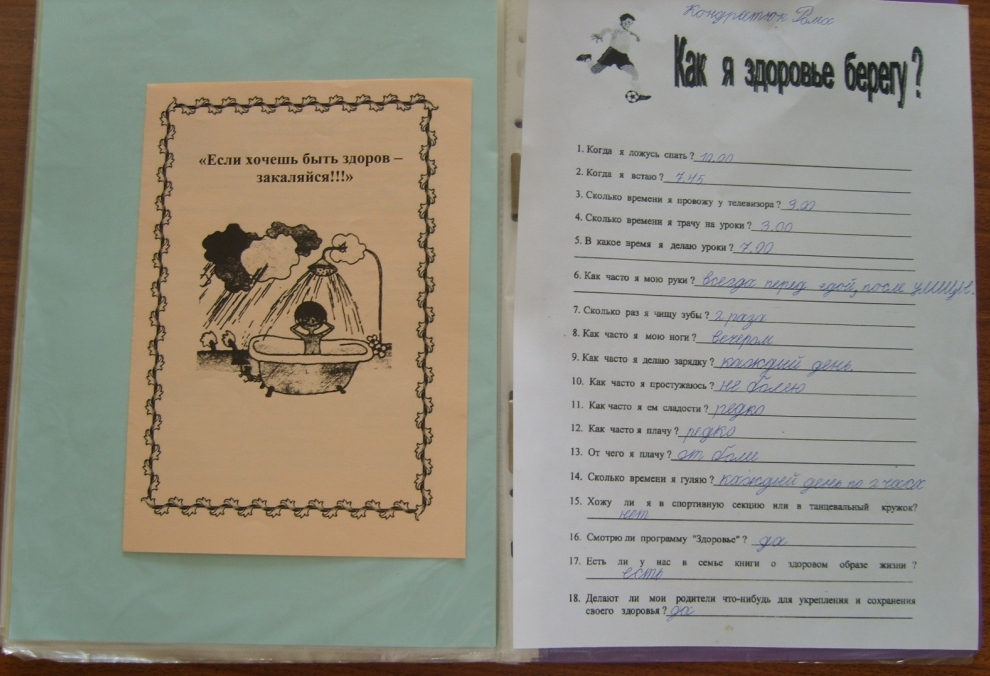 «Если хочешь быть здоров –
закаляйся!!!»
Кондратюк
Как я здоровье берегу?
1. Когда я ложусь спать? 10.00
2. Когда я встаю? 7.45
3. Сколько времени я провожу у телевизора? 3.00
4. Сколько времени я трачу на уроки? 3.00
5. В какое время я делаю уроки? 7.00
6. Как часто я мою руки? всегда перед едой, после улицы.
7. Сколько раз я чищу зубы? 2 раза
8. Как часто я мою ноги? вечером
9. Как часто я делаю зарядку? каждый день
10. Как часто я простужаюсь? не болею
11. Как часто я ем сладости? редко
12. Как часто я плачу? редко
13. От чего я плачу? от боли
14. Сколько времени я гуляю? каждый день по 2 часа
15. Хожу ли я в спортивную секцию или в танцевальный кружок?
нет
16. Смотрю ли программу "Здоровье"? да
17. Есть ли у нас в семье книги о здоровом образе жизни?
есть
18. Делают ли мои родители что-нибудь для укрепления и сохранения
своего здоровья? да